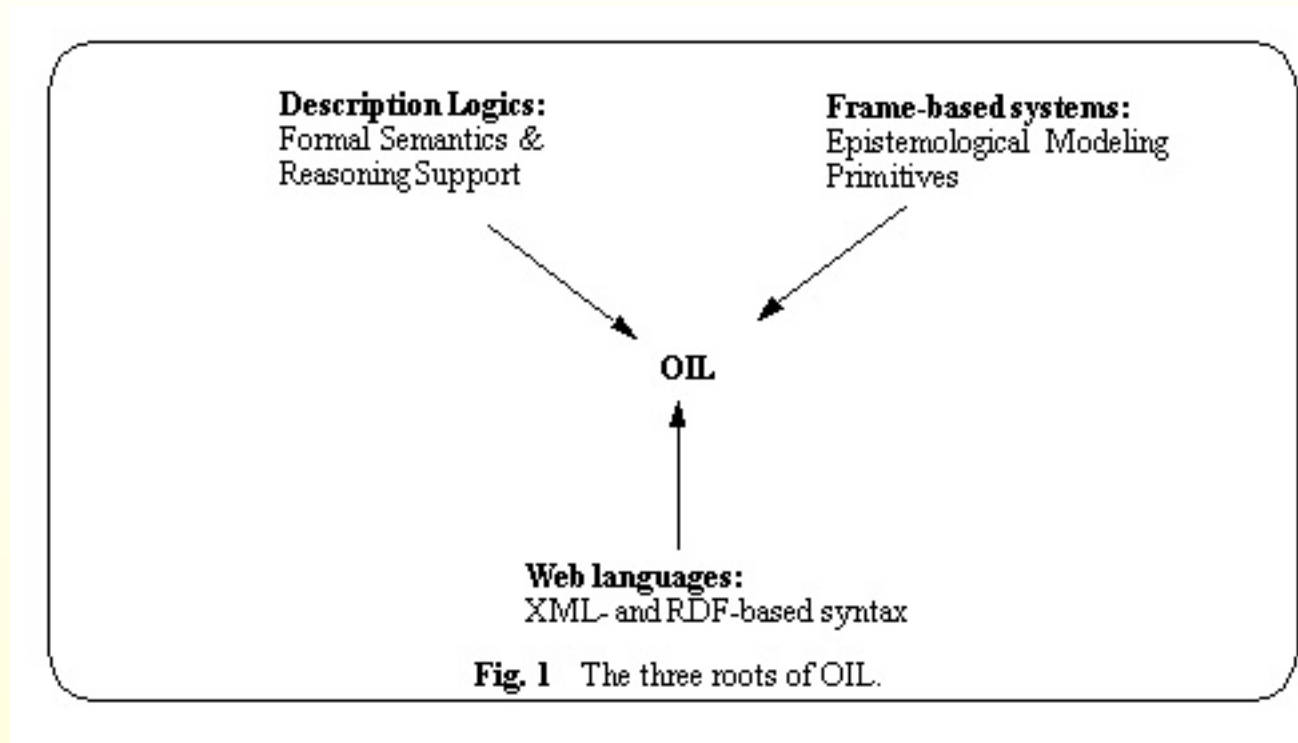 Description Logics:
Formal Semantics &
Reasoning Support
Frame-based systems:
Epistemological Modeling
Primitives
OIL
Web languages:
XML- and RDF-based syntax
Fig. 1 The three roots of OIL.